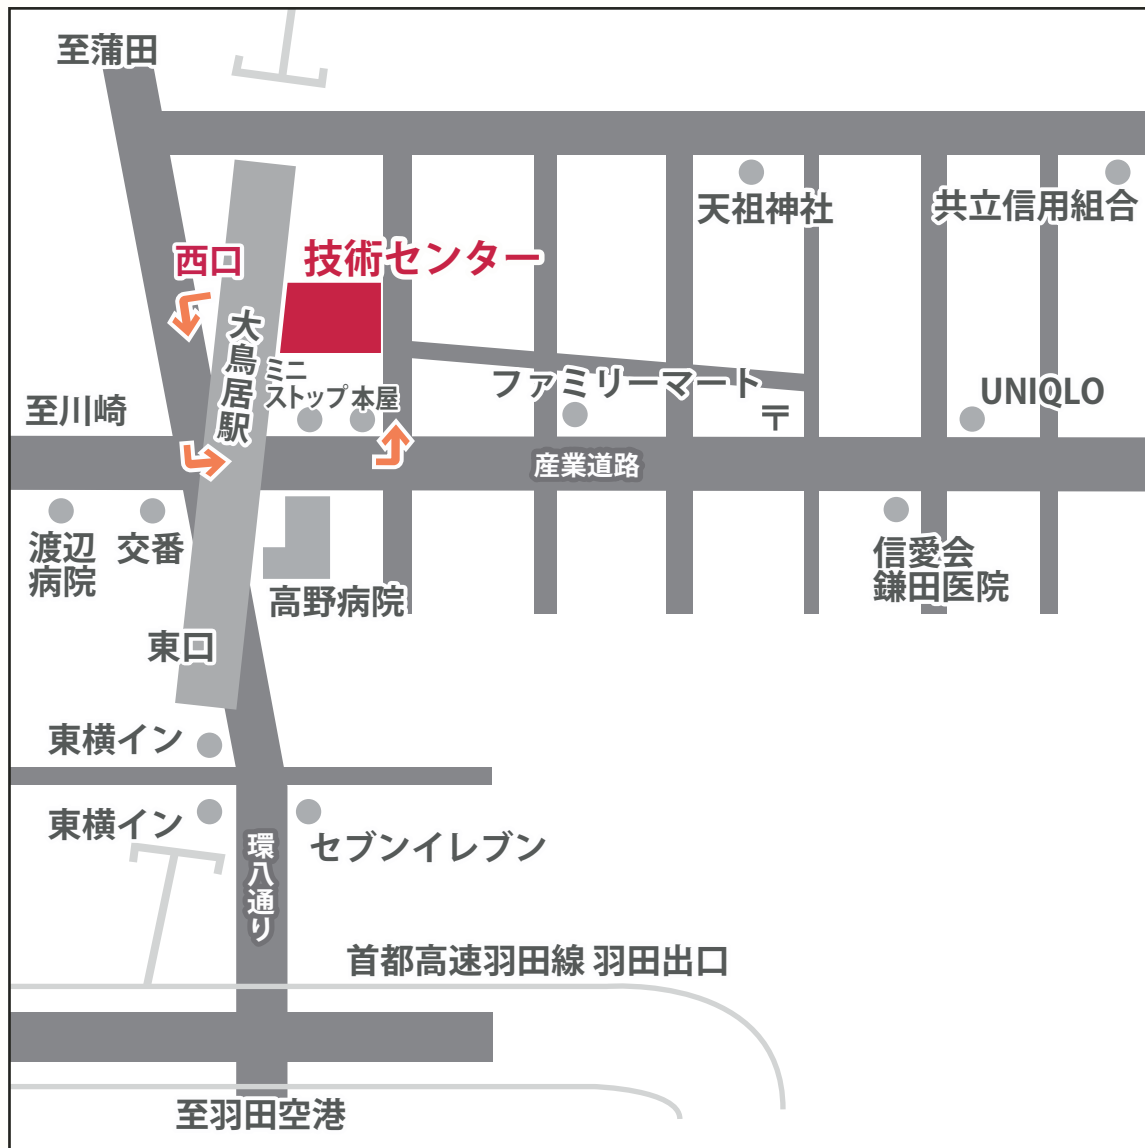 至蒲田
天祖神社
共立信用組合
西口
技術センター
大鳥居駅
ミニ
ストップ
本屋
ファミリーマート
〒
UNIQLO
至川崎
産業道路
渡辺
病院
交番
信愛会
鎌田医院
高野病院
東口
東横イン
東横イン
セブンイレブン
環八通り
首都高速羽田線 羽田出口
至羽田空港